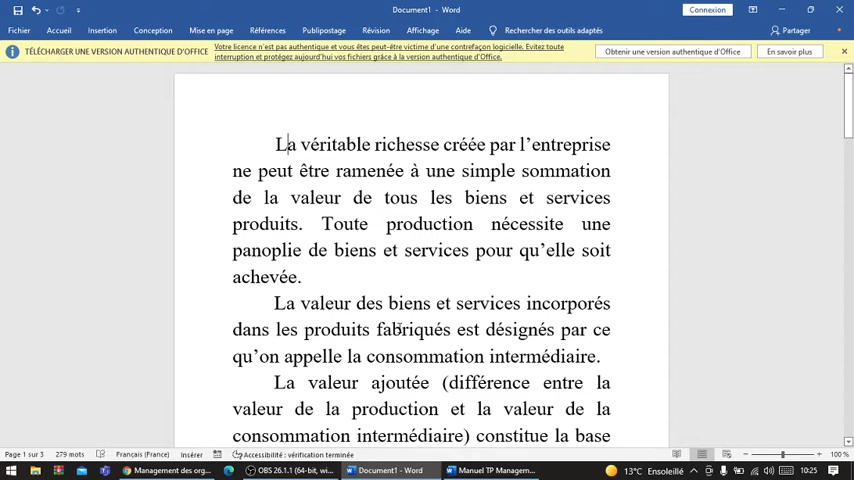 Document1 - Word
Connexion
Fichier Accueil Insertion Conception Mise en page Références Publipostage Révision Affichage Aide Rechercher des outils adaptés Partager
TÉLÉCHARGER UNE VERSION AUTHENTIQUE D'OFFICE Votre licence n'est pas authentique et vous êtes peut-être victime d'une contrefaçon logicielle. Evitez toute
interruption et protégez aujourd'hui vos fichiers grâce à la version authentique d'Office. Obtenir une version authentique d'Office En savoir plus
La véritable richesse créée par l'entreprise
ne peut être ramenée à une simple sommation
de la valeur de tous les biens et services
produits. Toute production nécessite une
panoplie de biens et services pour qu'elle soit
achevée.
La valeur des biens et services incorporés
dans les produits fabriqués est désignés par ce
qu'on appelle la consommation intermédiaire.
La valeur ajoutée (différence entre la
valeur de la production et la valeur de la
consommation intermédiaire) constitue la base
Page 1 sur 3 279 mots Français (France) Insérer Accessibilité : vérification terminée 100 %
Management des org... OBS 26.1.1 (64-bit, wi... Document1 - Word Manuel TP Managem... 13°C Ensoleillé 10:25